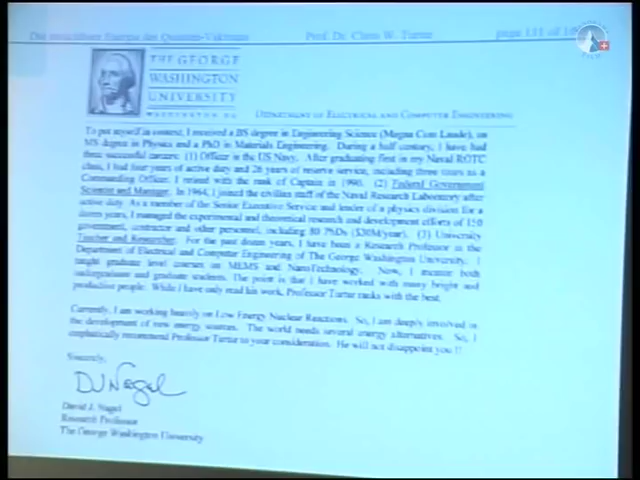 Die unsichtbare Energie des Quanten-Vakuums Prof. Dr. Claus W. Turtur page 131 of
THE GEORGE
WASHINGTON
UNIVERSITY
WASHINGTON DC
DEPARTMENT OF ELECTRICAL AND COMPUTER ENGINEERING
To put myself in context, I received a BS degree in Engineering Science (Magna Cum Laude), an
MS degree in Physics and a PhD in Materials Engineering. During a half century, I have had
three successful careers: (1) Officer in the US Navy. After graduating first in my Naval ROTC
class, I had four years of active duty and 26 years of reserve service, including three tours as a
Commanding Officer. I retired with the rank of Captain in 1990. (2) Federal Government
Scientist and Manager. In 1964, I joined the civilian staff of the Naval Research Laboratory after
active duty. As a member of the Senior Executive Service and leader of a physics division for a
dozen years, I managed the experimental and theoretical research and development efforts of 150
government, contractor and other personnel, including 80 PhDs ($30M/year). (3) University
Teacher and Researcher. For the past dozen years, I have been a Research Professor in the
Department of Electrical and Computer Engineering of The George Washington University. I
taught graduate level courses on MEMS and NanoTechnology. Now, I mentor both
undergraduate and graduate students. The point is that I have worked with many bright and
productive people. While I have only read his work, Professor Turtur ranks with the best.
Currently, I am working heavily on Low Energy Nuclear Reactions. So, I am deeply involved in
the development of new energy sources. The world needs several energy alternatives. So, I
emphatically recommend Professor Turtur to your consideration. He will not disappoint you !!
Sincerely,
DJ Nagel
David J. Nagel
Research Professor
The George Washington University